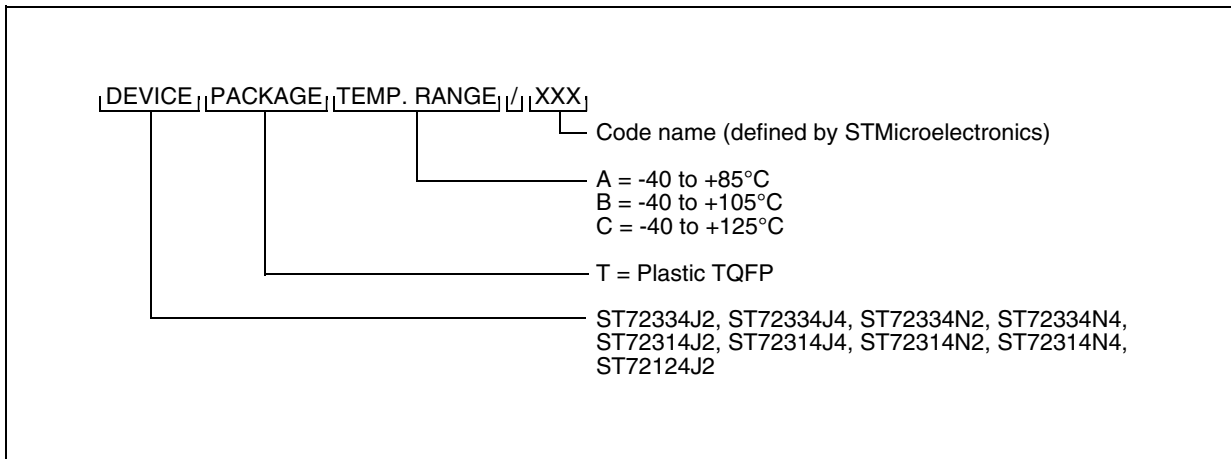 DEVICE PACKAGE TEMP. RANGE / XXX
Code name (defined by STMicroelectronics)
A = -40 to +85°C
B = -40 to +105°C
C = -40 to +125°C
T = Plastic TQFP
ST72334J2, ST72334J4, ST72334N2, ST72334N4,
ST72314J2, ST72314J4, ST72314N2, ST72314N4,
ST72124J2